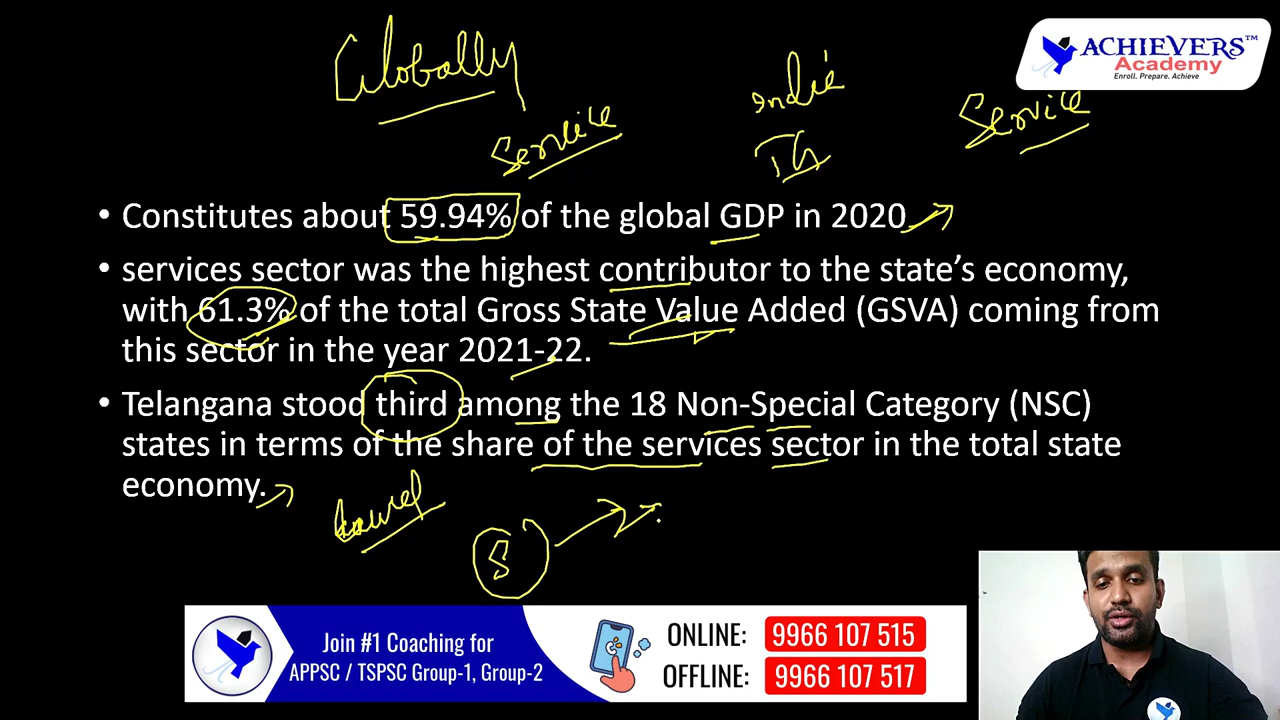 Globally
ACHIEVERS™
Academy
Enroll. Prepare. Achieve
India
Service
Service
TG
• Constitutes about 59.94% of the global GDP in 2020
• services sector was the highest contributor to the state's economy,
with 61.3% of the total Gross State Value Added (GSVA) coming from
this sector in the year 2021-22.
• Telangana stood third among the 18 Non-Special Category (NSC)
states in terms of the share of the services sector in the total state
economy.
S
Join #1 Coaching for
APPSC / TSPSC Group-1, Group-2
ONLINE: 9966 107 515
OFFLINE: 9966 107 517